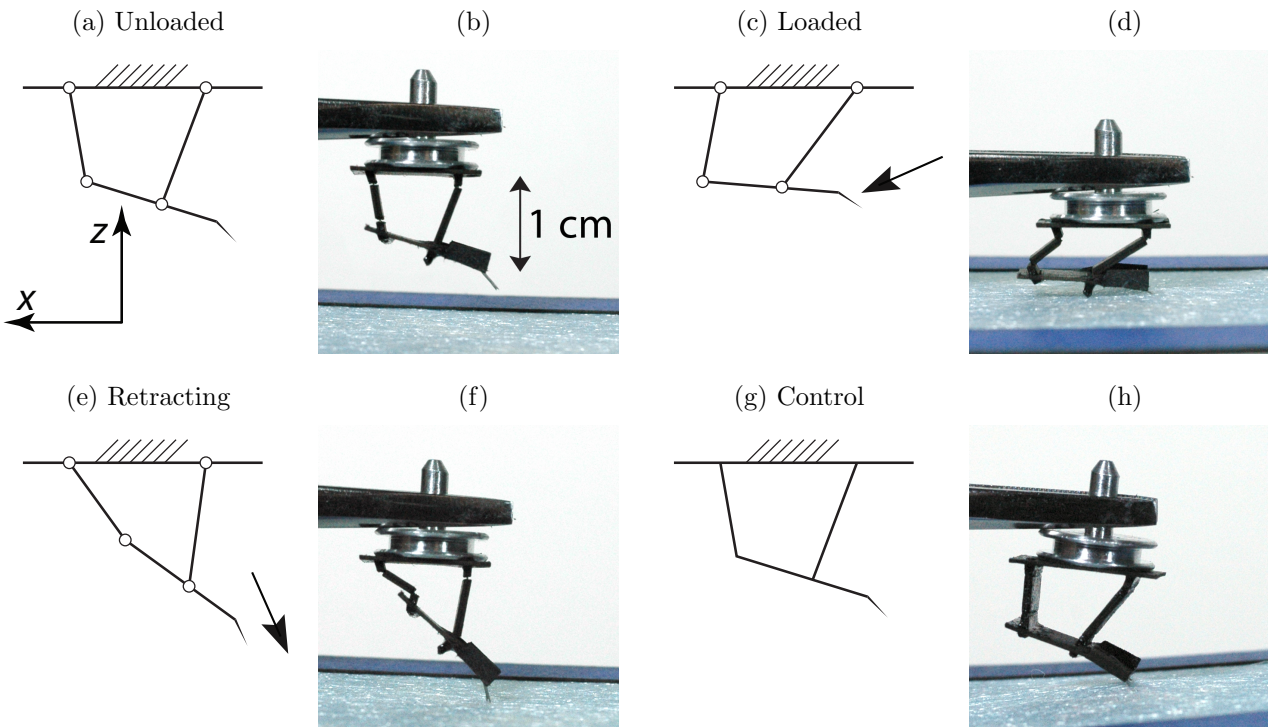 (a) Unloaded
(b)
(c) Loaded
(d)
z
x
1 cm
(e) Retracting
(f)
(g) Control
(h)